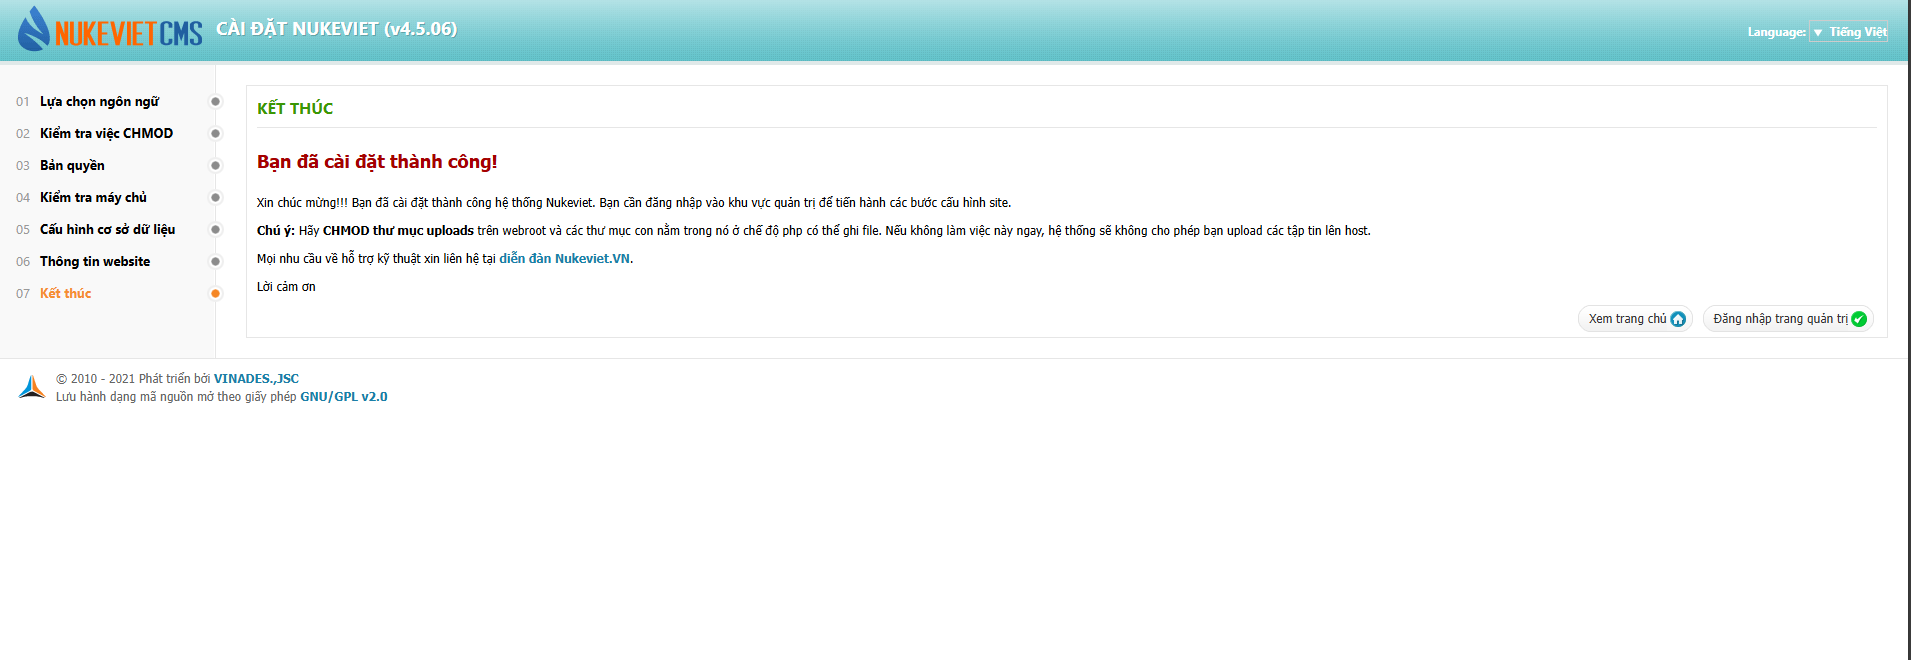 NUKEVIETCMS CÀI ĐẶT NUKEVIET (v4.5.06)
Language: Tiếng Việt
01 Lựa chọn ngôn ngữ
02 Kiểm tra việc CHMOD
03 Bản quyền
04 Kiểm tra máy chủ
05 Cấu hình cơ sở dữ liệu
06 Thông tin website
07 Kết thúc
KẾT THÚC
Bạn đã cài đặt thành công!
Xin chúc mừng!!! Bạn đã cài đặt thành công hệ thống Nukeviet. Bạn cần đăng nhập vào khu vực quản trị để tiến hành các bước cấu hình site.
Chú ý: Hãy CHMOD thư mục uploads trên webroot và các thư mục con nằm trong nó ở chế độ php có thể ghi file. Nếu không làm việc này ngay, hệ thống sẽ không cho phép bạn upload các tập tin lên host.
Mọi nhu cầu về hỗ trợ kỹ thuật xin liên hệ tại diễn đàn Nukeviet.VN.
Lời cảm ơn
Xem trang chủ
Đăng nhập trang quản trị
© 2010 - 2021 Phát triển bởi VINADES.,JSC
Lưu hành dạng mã nguồn mở theo giấy phép GNU/GPL v2.0